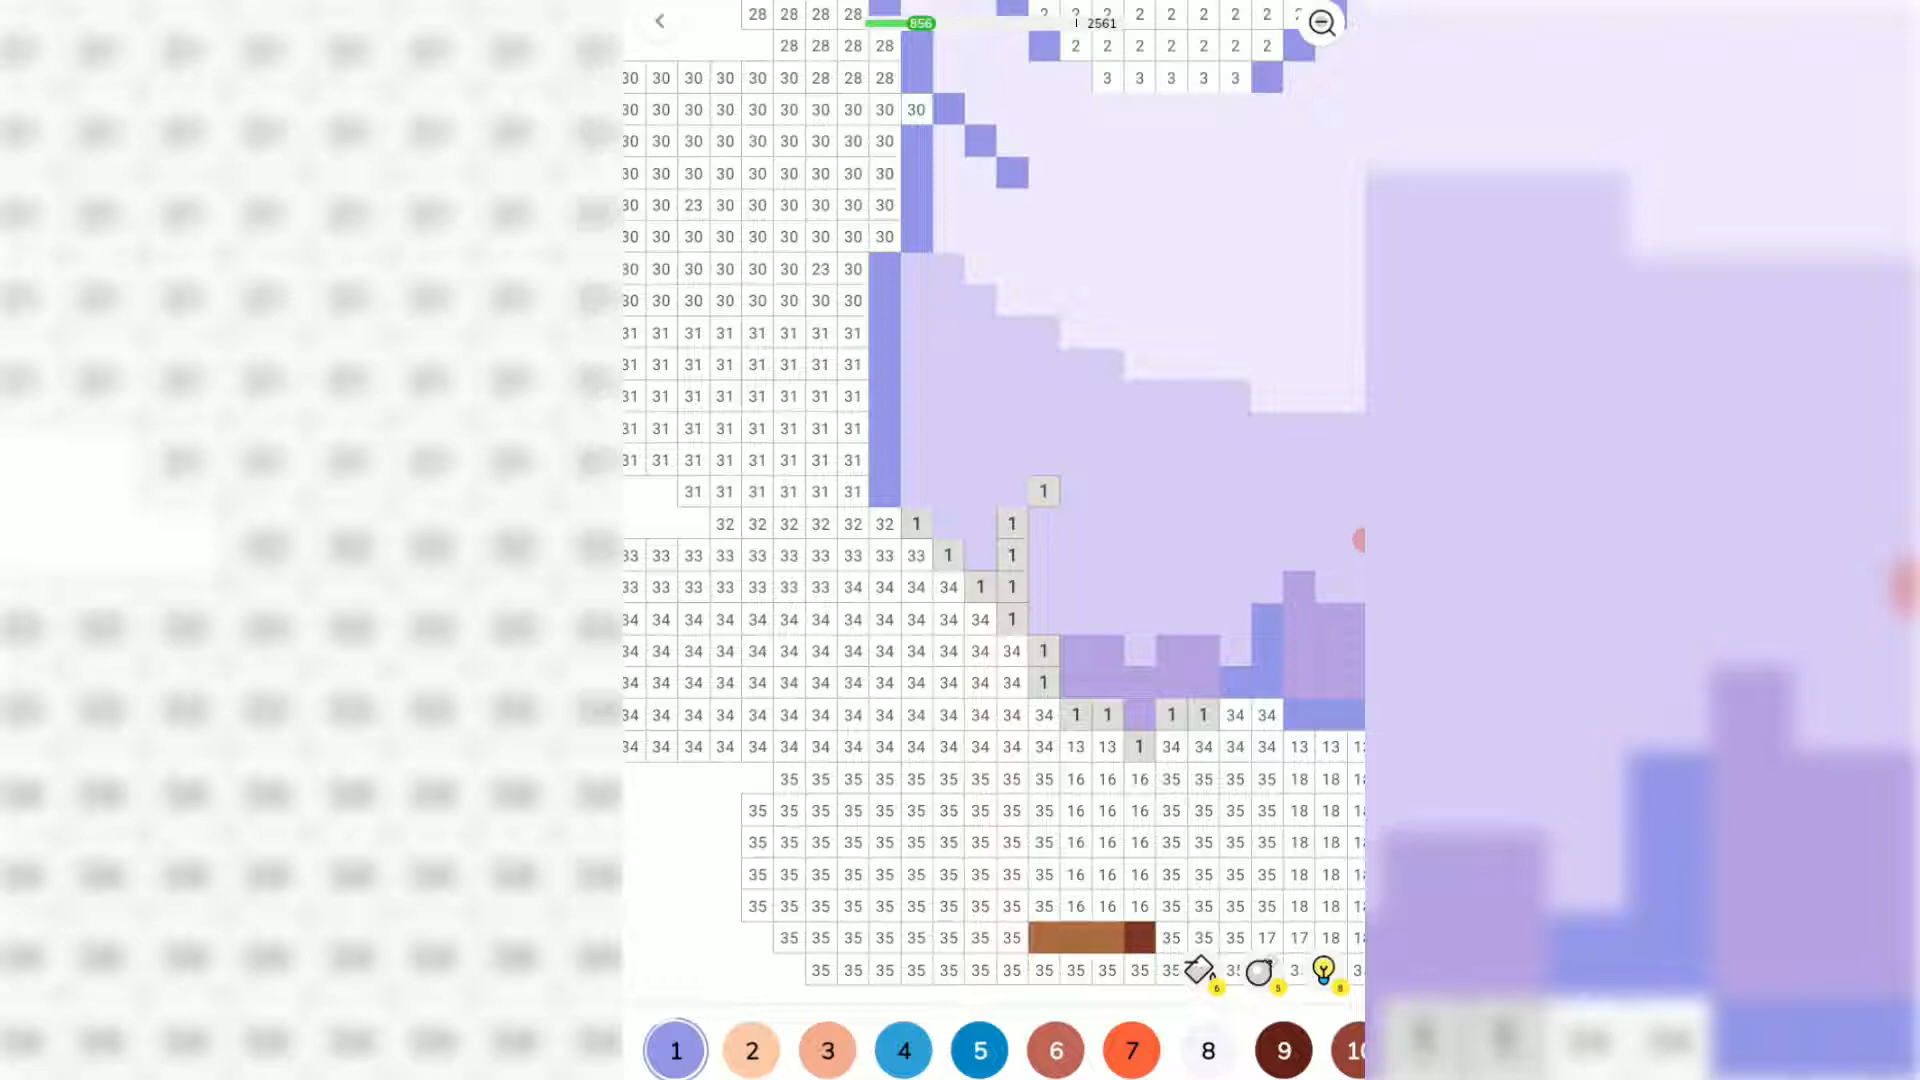 28 28 28 28 2 2 2 2 2 2 2 2
856 2561
28 28 28 28 2 2 2 2 2 2 2
30 30 30 30 30 30 28 28 28 3 3 3 3 3
30 30 30 30 30 30 30 30 30 30
30 30 30 30 30 30 30 30 30
30 30 30 30 30 30 30 30 30
30 30 23 30 30 30 30 30 30
30 30 30 30 30 30 30 30 30
30 30 30 30 30 30 23 30
30 30 30 30 30 30 30 30
31 31 31 31 31 31 31 31
31 31 31 31 31 31 31 31
31 31 31 31 31 31 31 31
31 31 31 31 31 31 31 31
31 31 31 31 31 31 31 31
31 31 31 31 31 31 1
32 32 32 32 32 32 1 1
33 33 33 33 33 33 33 33 33 33 1 1
33 33 33 33 33 33 33 34 34 34 34 1 1
34 34 34 34 34 34 34 34 34 34 34 34 1
34 34 34 34 34 34 34 34 34 34 34 34 34 1
34 34 34 34 34 34 34 34 34 34 34 34 34 1
34 34 34 34 34 34 34 34 34 34 34 34 34 34 1 1 1 1 34 34
34 34 34 34 34 34 34 34 34 34 34 34 34 34 13 13 1 34 34 34 34 13 13
35 35 35 35 35 35 35 35 35 16 16 16 35 35 35 35 18 18
35 35 35 35 35 35 35 35 35 35 16 16 16 35 35 35 35 18 18
35 35 35 35 35 35 35 35 35 35 16 16 16 35 35 35 35 18 18
35 35 35 35 35 35 35 35 35 35 16 16 16 35 35 35 35 18 18
35 35 35 35 35 35 35 35 35 35 16 16 16 35 35 35 35 18 18
35 35 35 35 35 35 35 35 35 35 35 17 17 18
35 35 35 35 35 35 35 35 35 35 35
6 5 8
1 2 3 4 5 6 7 8 9 10